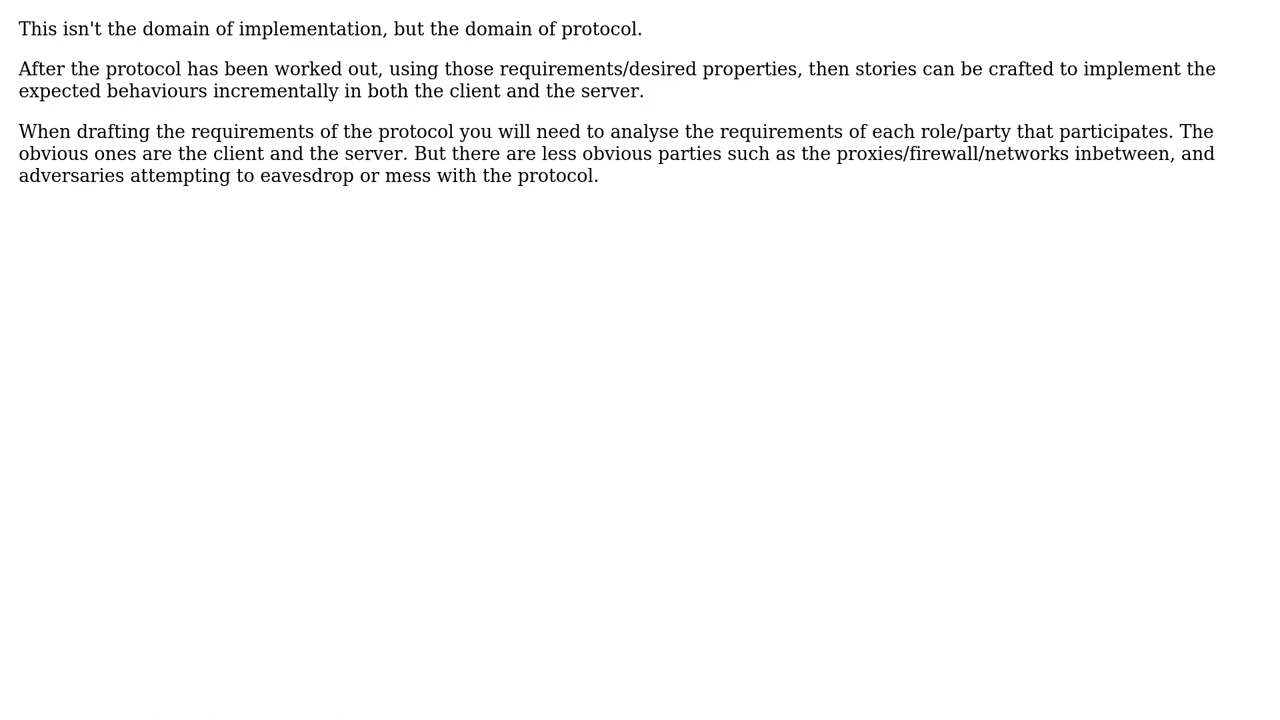 This isn't the domain of implementation, but the domain of protocol.
After the protocol has been worked out, using those requirements/desired properties, then stories can be crafted to implement the
expected behaviours incrementally in both the client and the server.
When drafting the requirements of the protocol you will need to analyse the requirements of each role/party that participates. The
obvious ones are the client and the server. But there are less obvious parties such as the proxies/firewall/networks inbetween, and
adversaries attempting to eavesdrop or mess with the protocol.